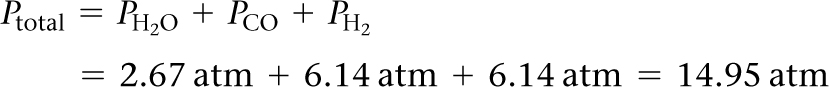 P_total = P_H₂O + P_CO + P_H₂
= 2.67 atm + 6.14 atm + 6.14 atm = 14.95 atm